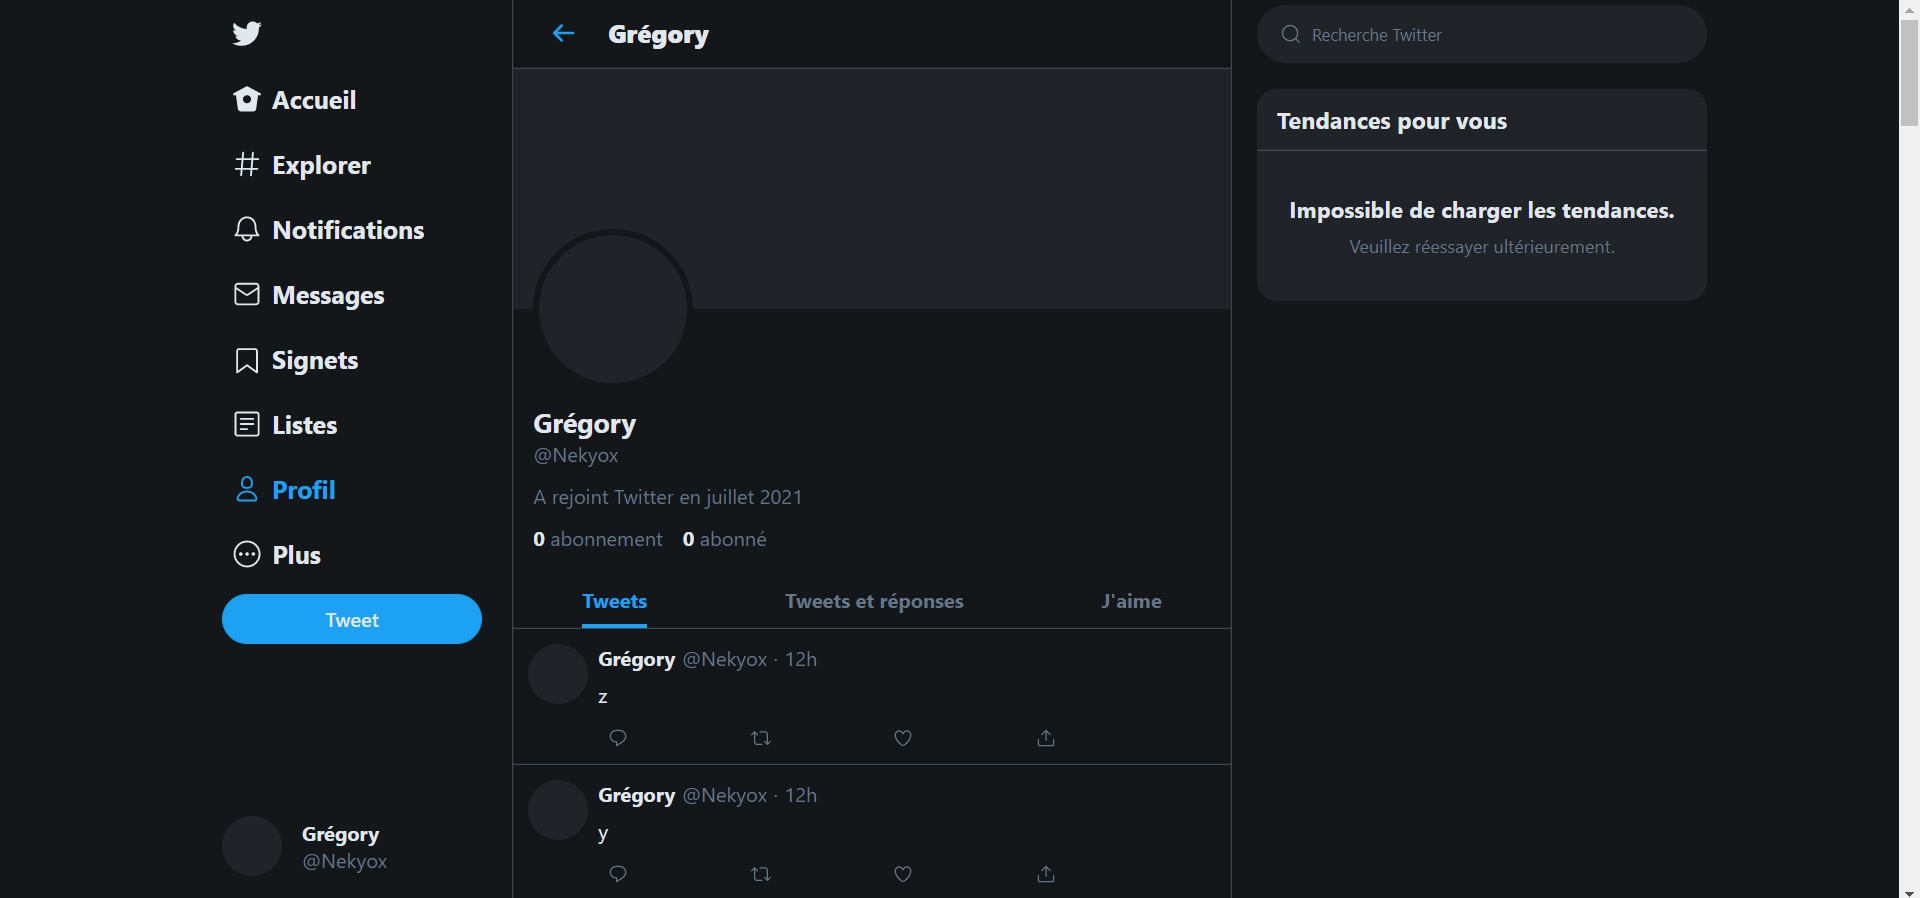 Accueil
Explorer
Notifications
Messages
Signets
Listes
Profil
Plus
Tweet
Grégory
@Nekyox
Grégory
Grégory
@Nekyox
A rejoint Twitter en juillet 2021
0 abonnement 0 abonné
Tweets Tweets et réponses J'aime
Grégory @Nekyox · 12h
z
Grégory @Nekyox · 12h
y
Recherche Twitter
Tendances pour vous
Impossible de charger les tendances.
Veuillez réessayer ultérieurement.